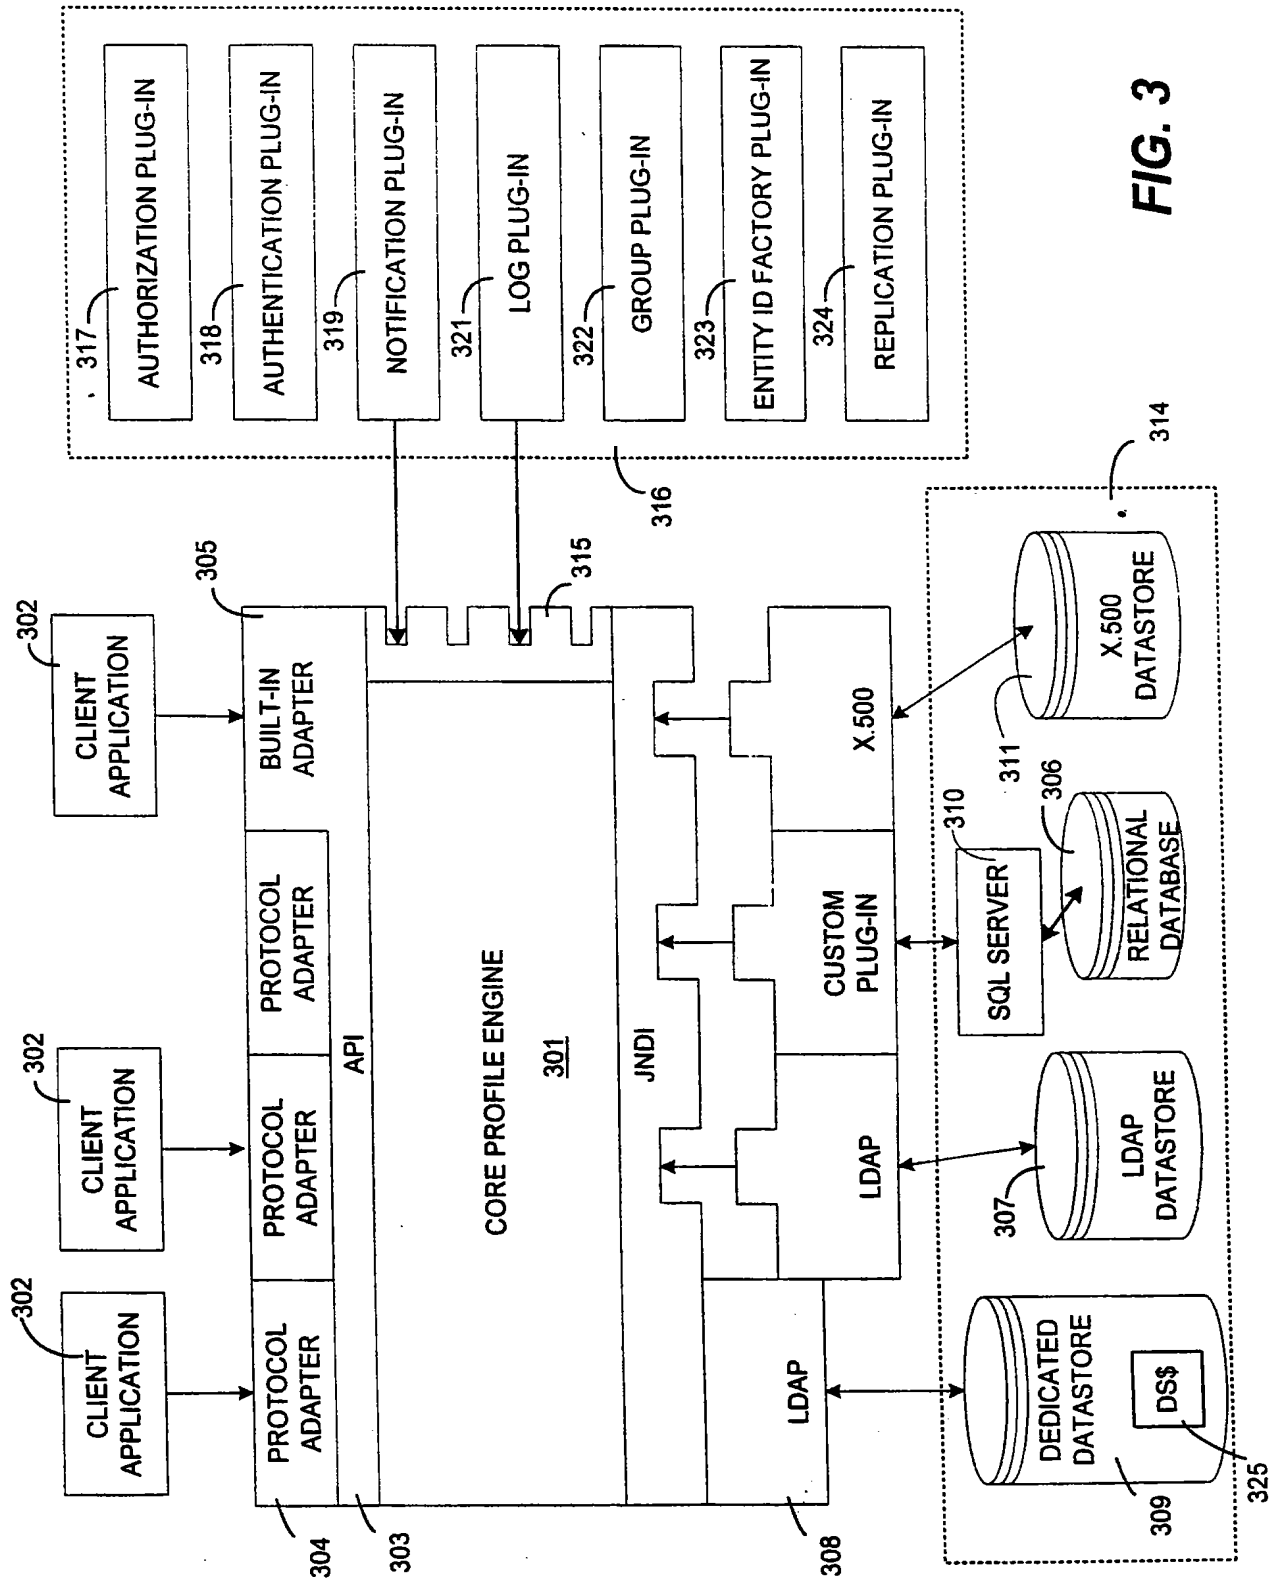 302
CLIENT
APPLICATION
302
CLIENT
APPLICATION
302
CLIENT
APPLICATION
304
PROTOCOL
ADAPTER
PROTOCOL
ADAPTER
PROTOCOL
ADAPTER
BUILT-IN
ADAPTER
305
303
API
CORE PROFILE ENGINE
301
315
JNDI
308
LDAP
LDAP
CUSTOM
PLUG-IN
X.500
316
317
AUTHORIZATION PLUG-IN
318
AUTHENTICATION PLUG-IN
319
NOTIFICATION PLUG-IN
321
LOG PLUG-IN
322
GROUP PLUG-IN
323
ENTITY ID FACTORY PLUG-IN
324
REPLICATION PLUG-IN
309
DEDICATED
DATASTORE
DS$
325
307
LDAP
DATASTORE
310
SQL SERVER
306
RELATIONAL
DATABASE
311
X.500
DATASTORE
314
FIG. 3